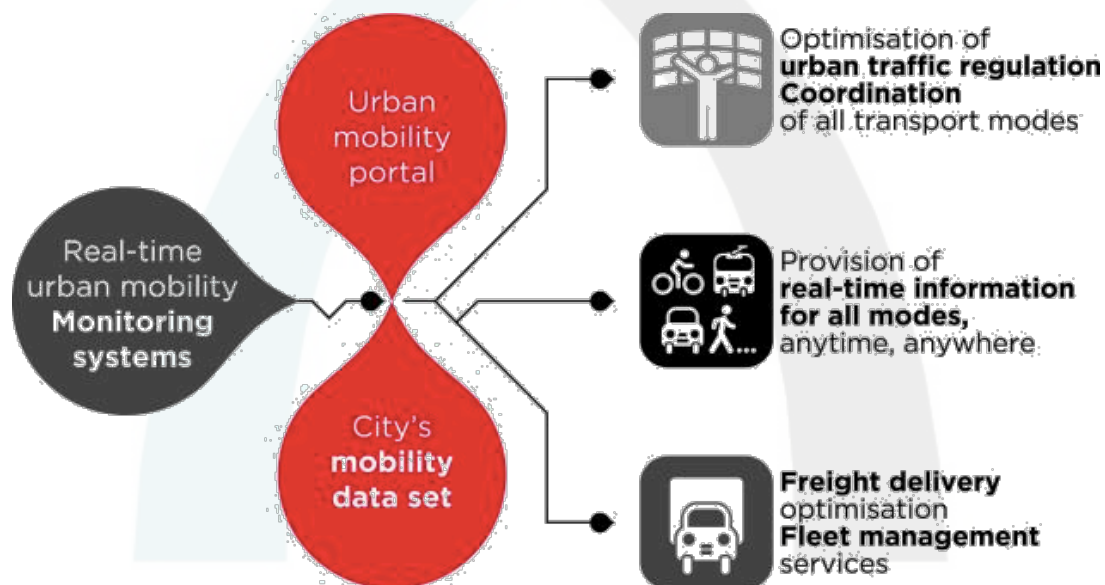 Real-time
urban mobility
Monitoring
systems
Urban
mobility
portal
City's
mobility
data set
Optimisation of
urban traffic regulation
Coordination
of all transport modes
Provision of
real-time information
for all modes,
anytime, anywhere
Freight delivery
optimisation
Fleet management
services